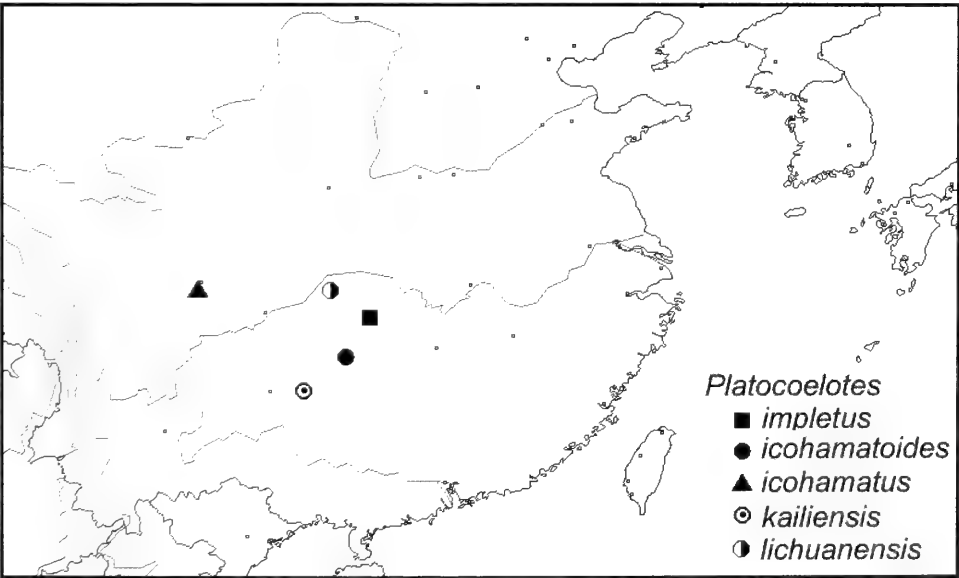 Platocoelotes
impletus
icohamatoides
icohamatus
kailiensis
lichuanensis